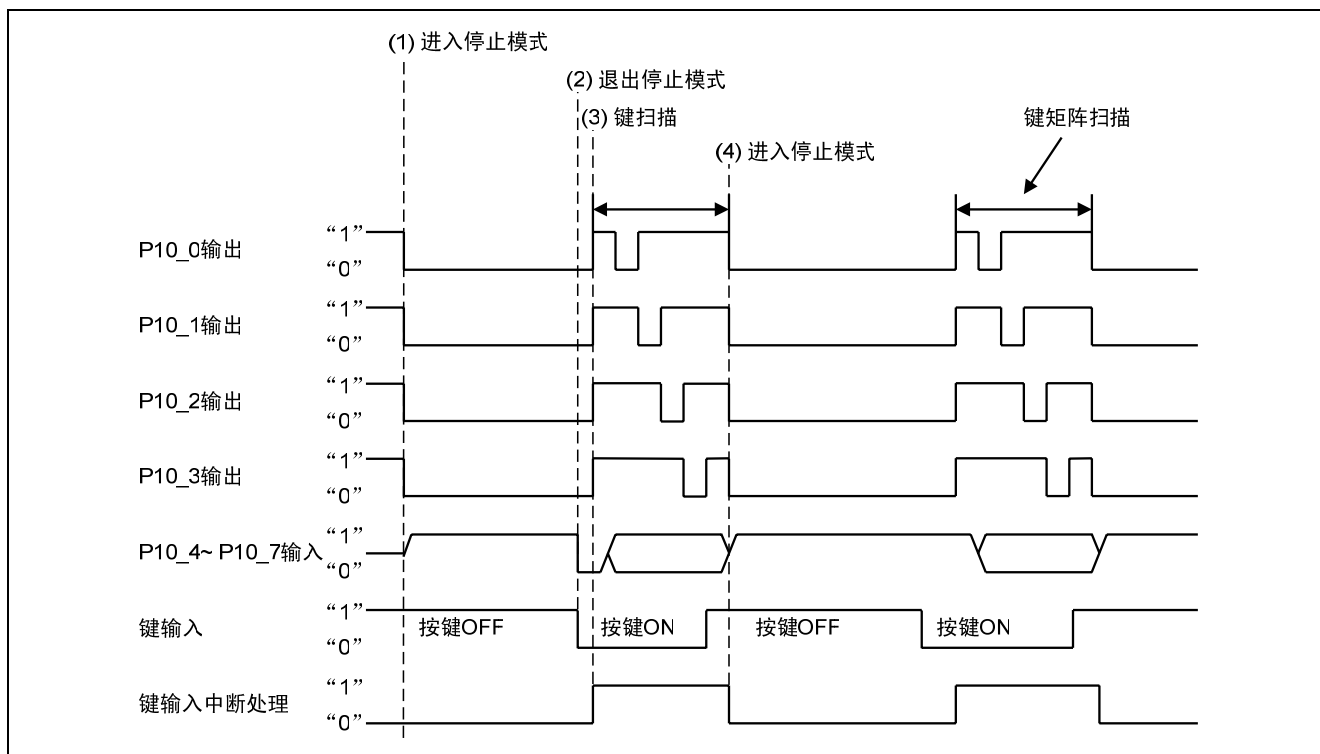 (1) 进入停止模式
(2) 退出停止模式
(3) 键扫描
键矩阵扫描
(4) 进入停止模式
P10_0输出
“1”
“0”
P10_1输出
“1”
“0”
P10_2输出
“1”
“0”
P10_3输出
“1”
“0”
P10_4~ P10_7输入
“1”
“0”
键输入
“1”
“0”
按键OFF
按键ON
按键OFF
按键ON
键输入中断处理
“1”
“0”